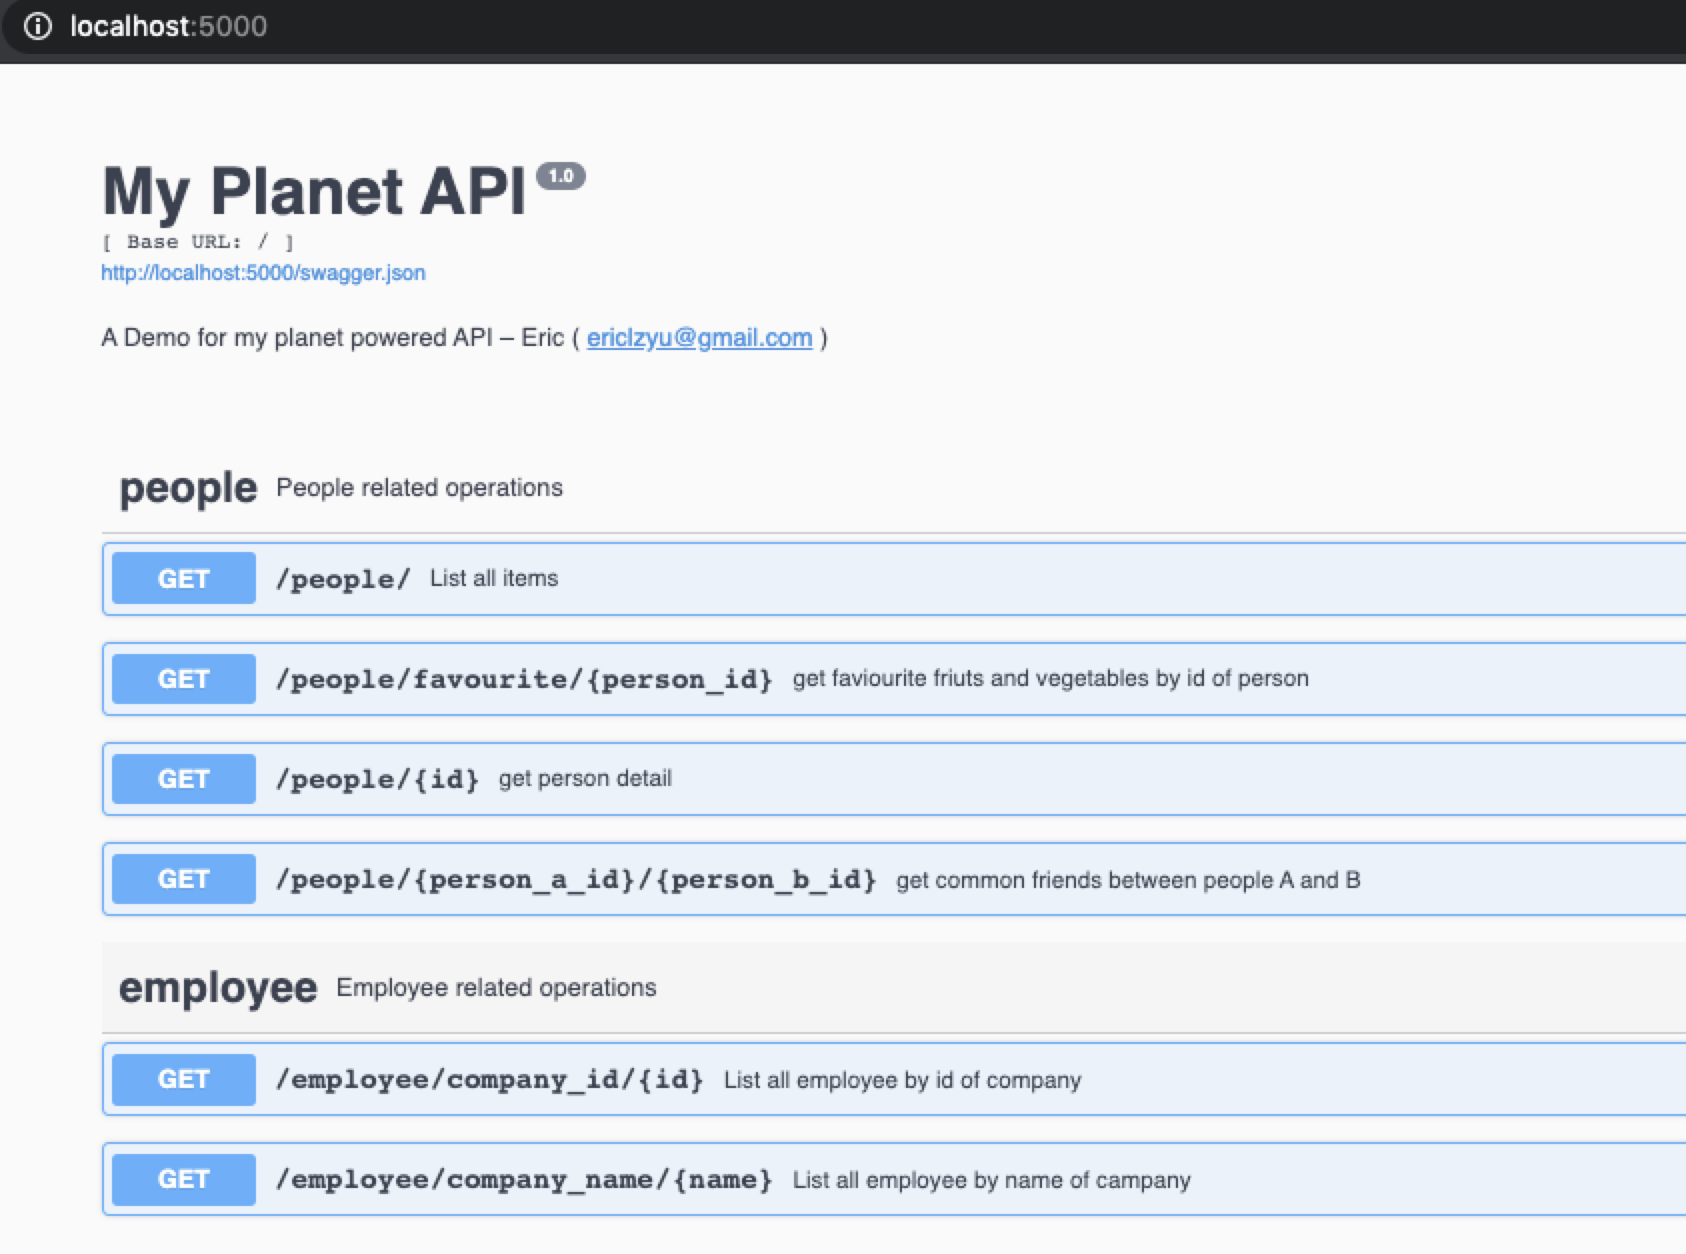 localhost:5000
My Planet API 1.0
[ Base URL: / ]
http://localhost:5000/swagger.json
A Demo for my planet powered API – Eric ( ericlzyu@gmail.com )
people People related operations
GET /people/ List all items
GET /people/favourite/{person_id} get faviourite friuts and vegetables by id of person
GET /people/{id} get person detail
GET /people/{person_a_id}/{person_b_id} get common friends between people A and B
employee Employee related operations
GET /employee/company_id/{id} List all employee by id of company
GET /employee/company_name/{name} List all employee by name of campany